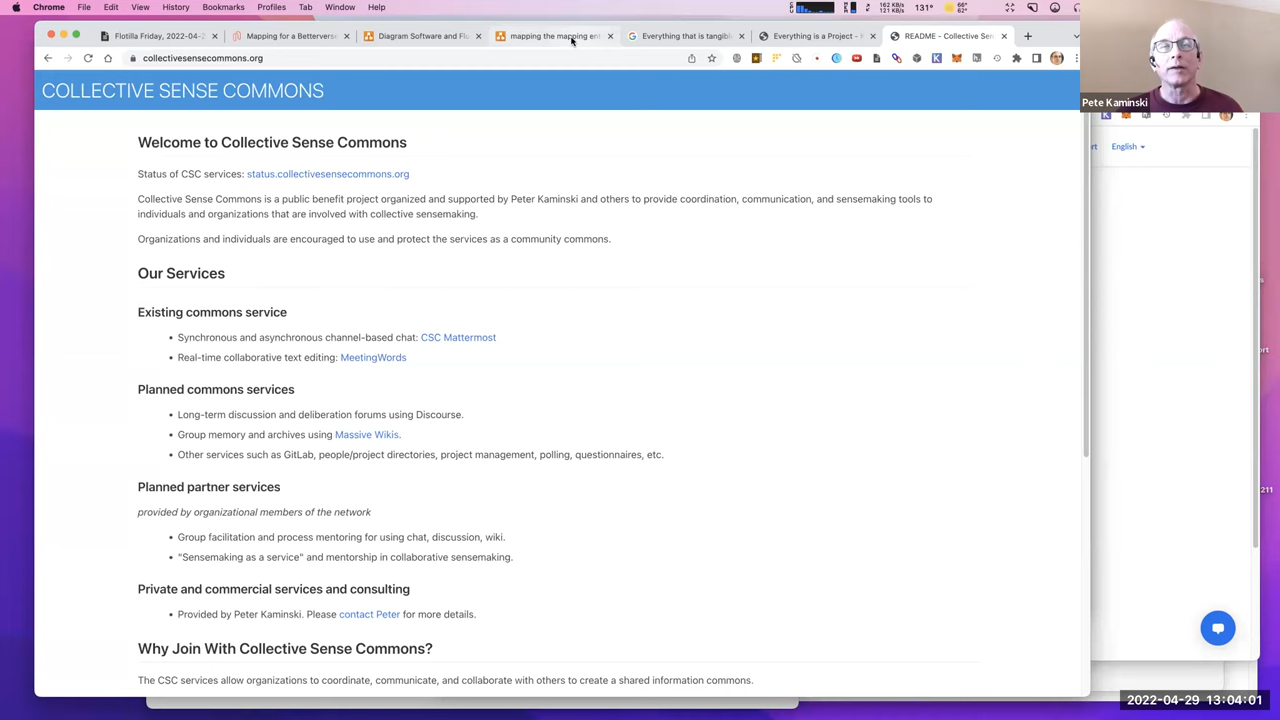 Chrome File Edit View History Bookmarks Profiles Tab Window Help
162 KB/s
121 KB/s
131°
66°
62°
Flotilla Friday, 2022-04-2
Mapping for a Betterverse
Diagram Software and Flo
mapping the mapping ent
Everything that is tangible
Everything is a Project - K
README - Collective Sen
collectivesensecommons.org
Pete Kaminski
COLLECTIVE SENSE COMMONS
English
Welcome to Collective Sense Commons
Status of CSC services: status.collectivesensecommons.org
Collective Sense Commons is a public benefit project organized and supported by Peter Kaminski and others to provide coordination, communication, and sensemaking tools to
individuals and organizations that are involved with collective sensemaking.
Organizations and individuals are encouraged to use and protect the services as a community commons.
Our Services
Existing commons service
• Synchronous and asynchronous channel-based chat: CSC Mattermost
• Real-time collaborative text editing: MeetingWords
Planned commons services
• Long-term discussion and deliberation forums using Discourse.
• Group memory and archives using Massive Wikis.
• Other services such as GitLab, people/project directories, project management, polling, questionnaires, etc.
Planned partner services
provided by organizational members of the network
• Group facilitation and process mentoring for using chat, discussion, wiki.
• "Sensemaking as a service" and mentorship in collaborative sensemaking.
Private and commercial services and consulting
• Provided by Peter Kaminski. Please contact Peter for more details.
Why Join With Collective Sense Commons?
The CSC services allow organizations to coordinate, communicate, and collaborate with others to create a shared information commons.
2022-04-29 13:04:01